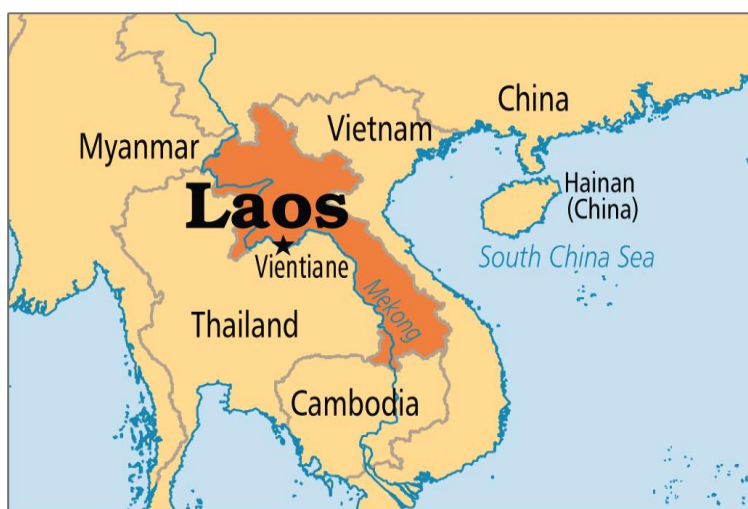 China
Vietnam
Myanmar
Hainan
(China)
Laos
South China Sea
Vientiane
Mekong
Thailand
Cambodia